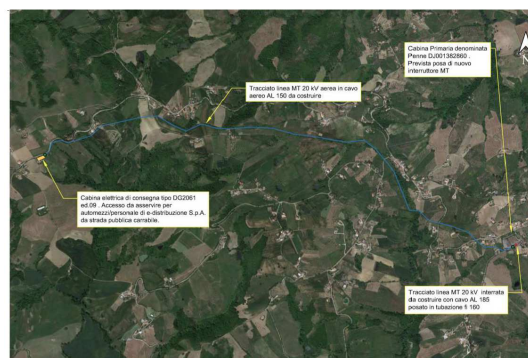 Cabina Primaria denominata
Penne DJ001382860 .
Prevista posa di nuovo
interruttore MT
Tracciato linea MT 20 kV aerea in cavo
aereo AL 150 da costruire
Cabina elettrica di consegna tipo DG2061
ed.09 . Accesso da asservire per
automezzi/personale di e-distribuzione S.p.A.
da strada pubblica carrabile.
Tracciato linea MT 20 kV interrata
da costruire con cavo AL 185
posato in tubazione fi 160